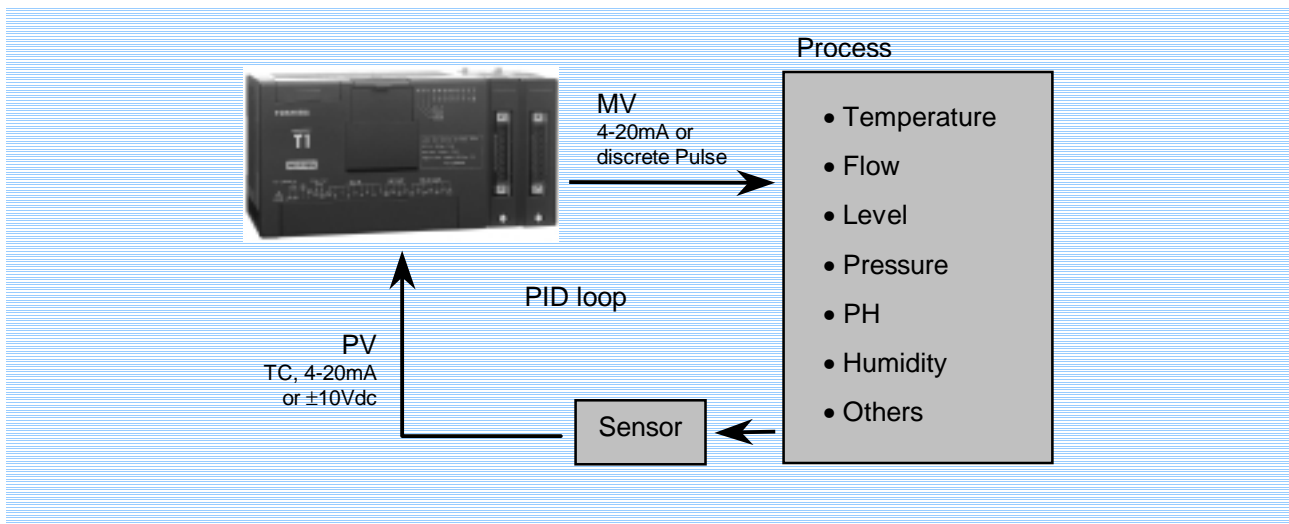 Process
TOSHIBA
T1
MV
4-20mA or
discrete Pulse
• Temperature
• Flow
• Level
• Pressure
• PH
• Humidity
• Others
PID loop
PV
TC, 4-20mA
or ±10Vdc
Sensor